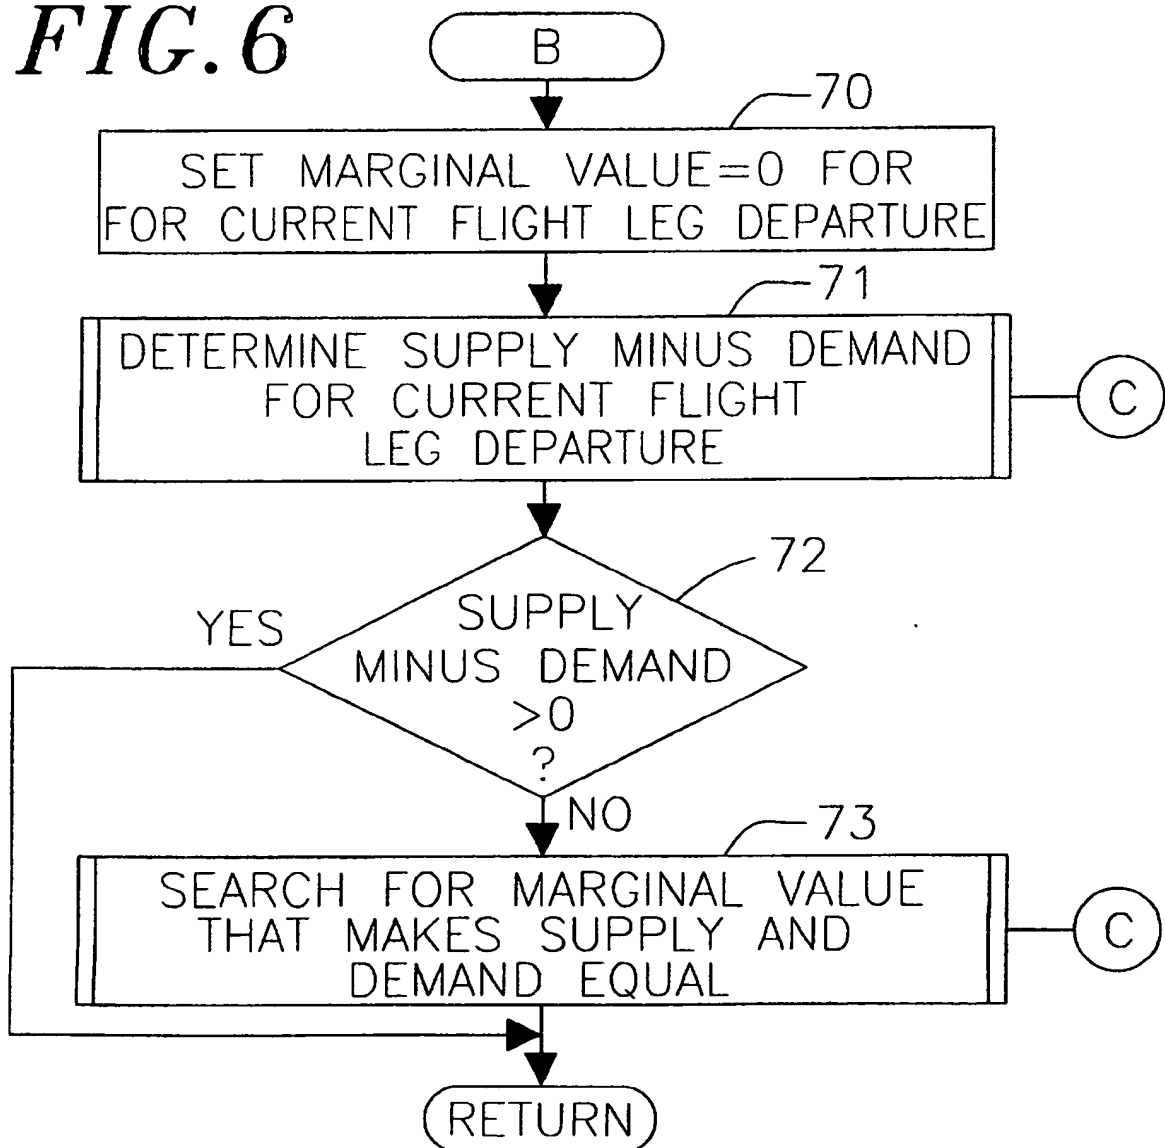 FIG. 6
B
70
SET MARGINAL VALUE=0 FOR
FOR CURRENT FLIGHT LEG DEPARTURE
71
DETERMINE SUPPLY MINUS DEMAND
FOR CURRENT FLIGHT
LEG DEPARTURE
C
72
YES
SUPPLY
MINUS DEMAND
>0
?
NO
73
SEARCH FOR MARGINAL VALUE
THAT MAKES SUPPLY AND
DEMAND EQUAL
C
RETURN